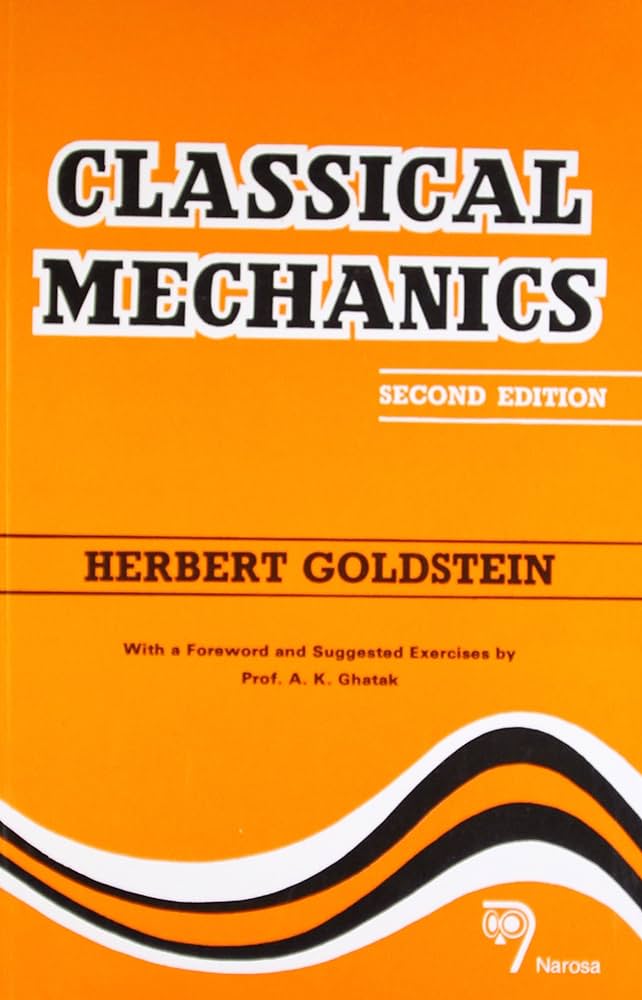 CLASSICAL
MECHANICS
SECOND EDITION
HERBERT GOLDSTEIN
With a Foreword and Suggested Exercises by
Prof. A. K. Ghatak
Narosa